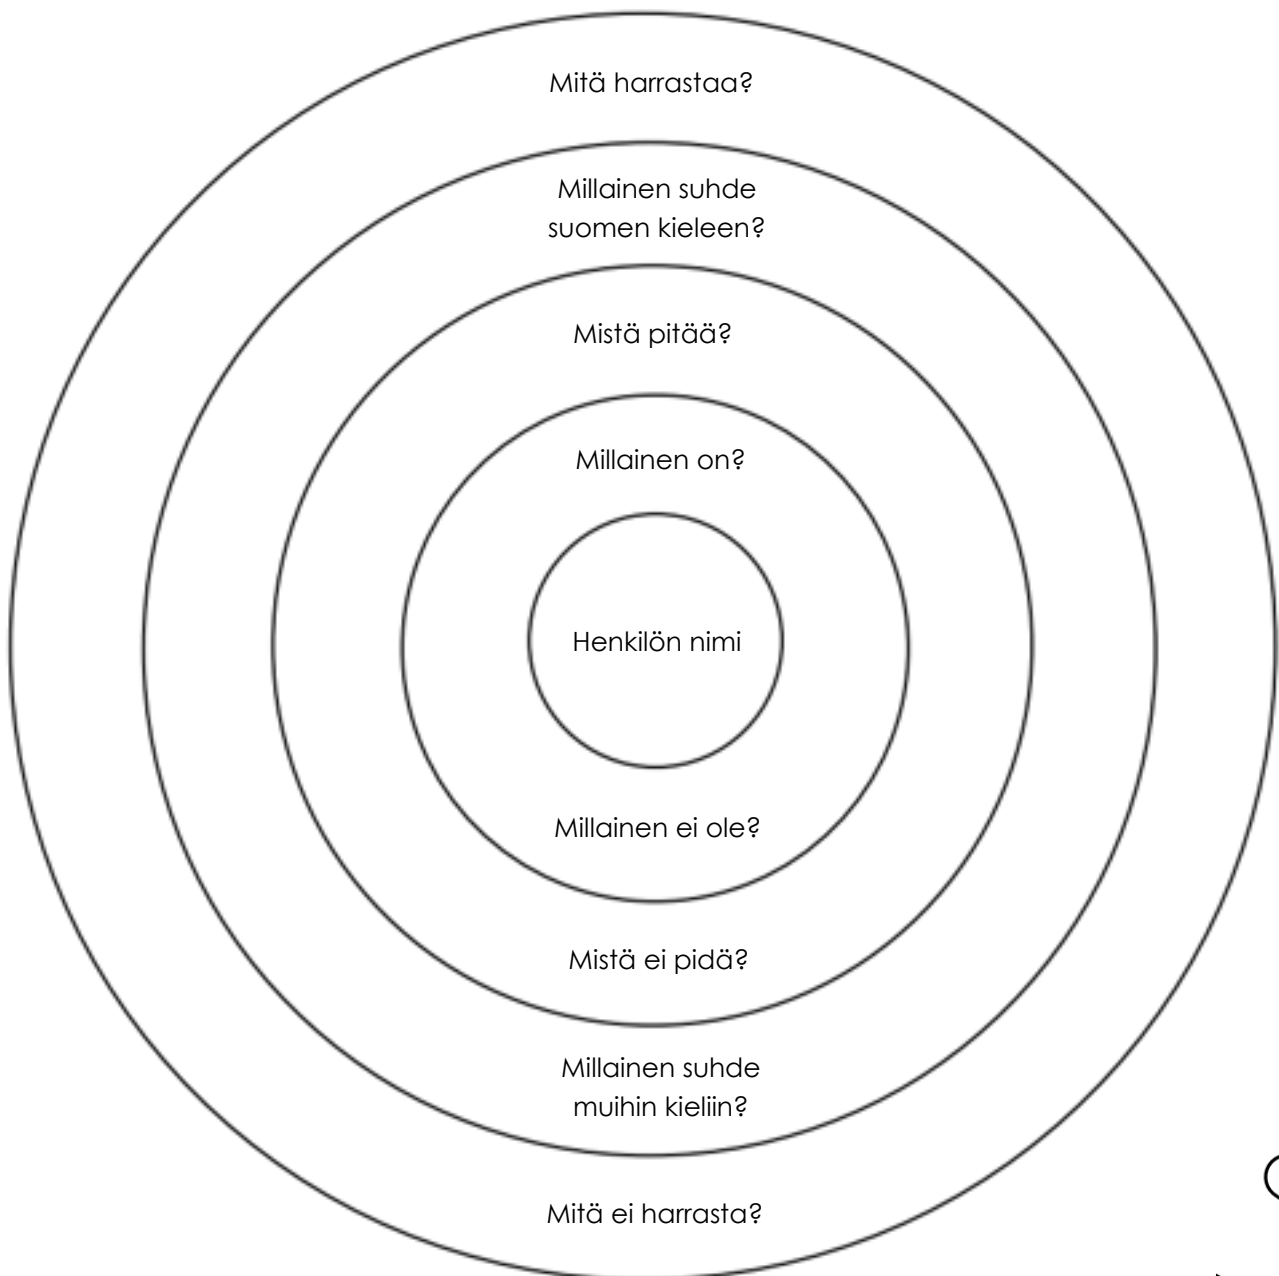 Mitä harrastaa?
Millainen suhde
suomen kieleen?
Mistä pitää?
Millainen on?
Henkilön nimi
Millainen ei ole?
Mistä ei pidä?
Millainen suhde
muihin kieliin?
Mitä ei harrasta?